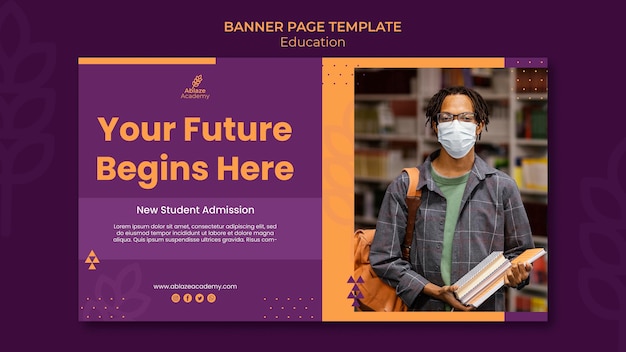 BANNER PAGE TEMPLATE
Education
Ablaze
Academy
Your Future
Begins Here
New Student Admission
Lorem ipsum dolor sit amet, consectetur adipiscing elit,
sed diusmod tempor incididunt ut labore et dolore magna
aliqua. Quis ipsum suspendisse ultrices gravida. Risus com-
www.ablazeacademy.com